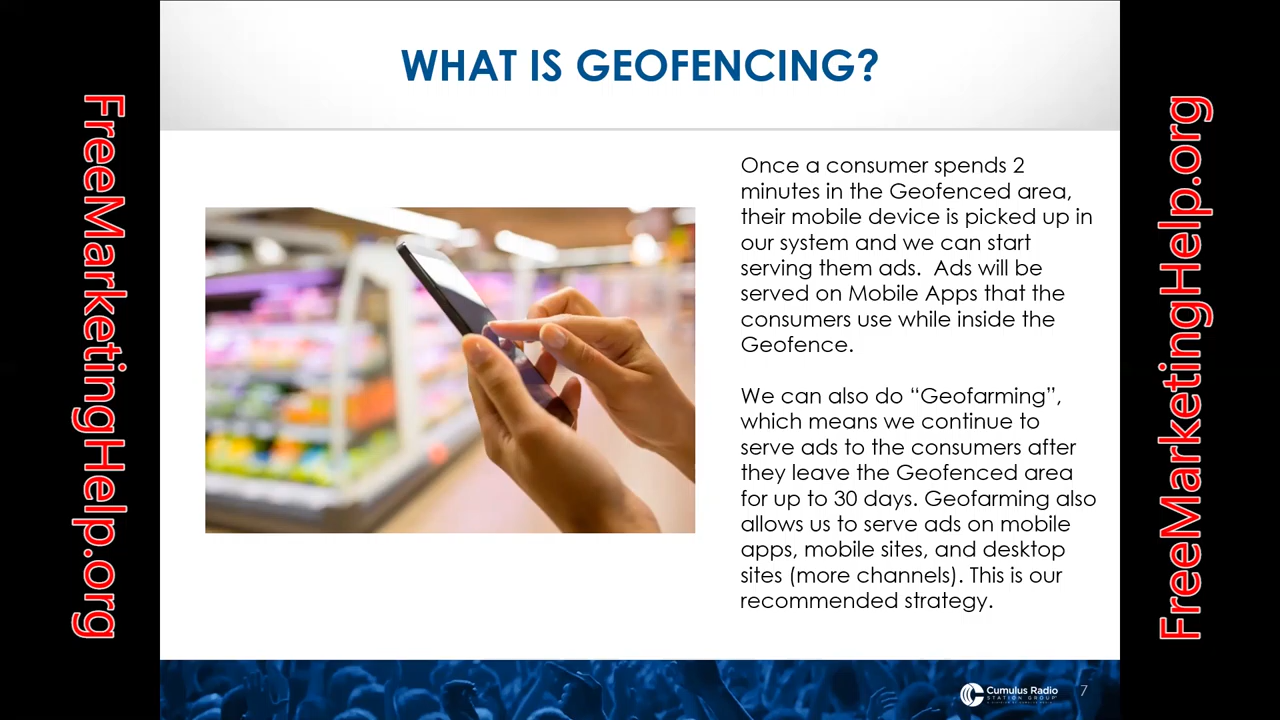 WHAT IS GEOFENCING?
FreeMarketingHelp.org
Once a consumer spends 2
minutes in the Geofenced area,
their mobile device is picked up in
our system and we can start
serving them ads.  Ads will be
served on Mobile Apps that the
consumers use while inside the
Geofence.
We can also do “Geofarming”,
which means we continue to
serve ads to the consumers after
they leave the Geofenced area
for up to 30 days. Geofarming also
allows us to serve ads on mobile
apps, mobile sites, and desktop
sites (more channels). This is our
recommended strategy.
FreeMarketingHelp.org
Cumulus Radio
STATION GROUP
7